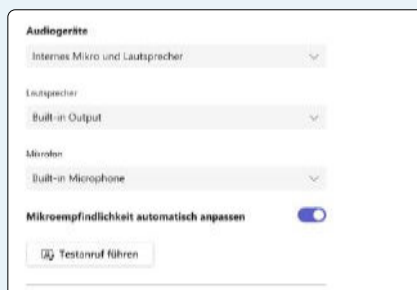 Audiogeräte
Internes Mikro und Lautsprecher
Lautsprecher
Built-in Output
Mikrofon
Built-in Microphone
Mikroempfindlichkeit automatisch anpassen
Testanruf führen